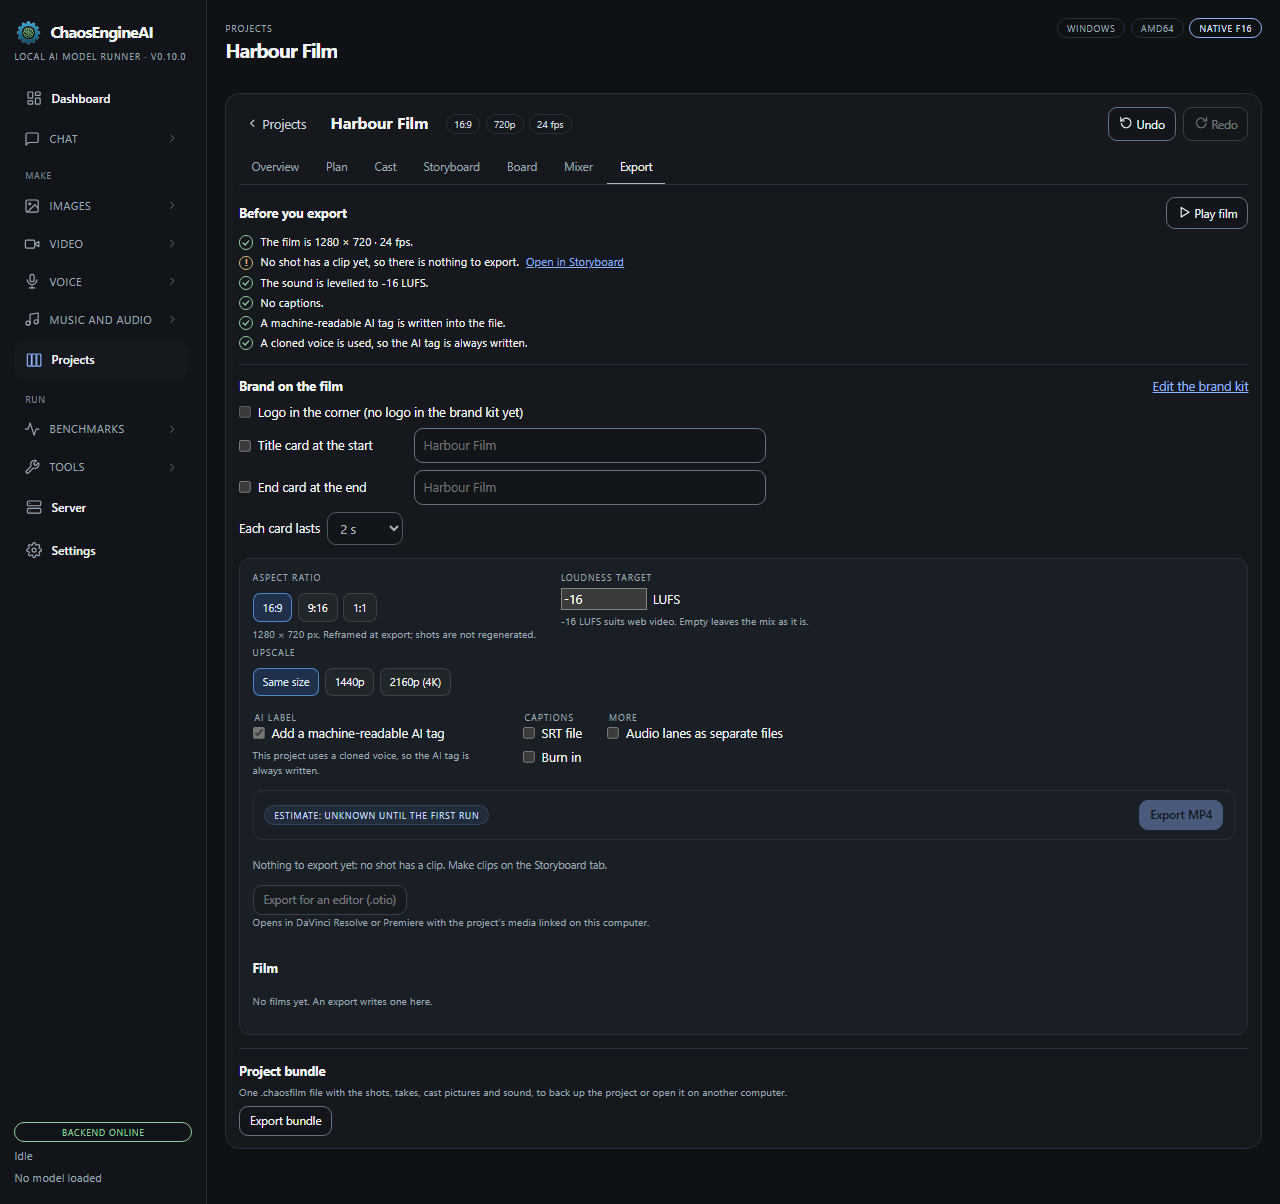 ChaosEngineAI
LOCAL AI MODEL RUNNER · V0.10.0
Dashboard
CHAT
MAKE
IMAGES
VIDEO
VOICE
MUSIC AND AUDIO
Projects
RUN
BENCHMARKS
TOOLS
Server
Settings
BACKEND ONLINE
Idle
No model loaded
PROJECTS
Harbour Film
WINDOWS
AMD64
NATIVE F16
Projects
Harbour Film
16:9
720p
24 fps
Undo
Redo
Overview
Plan
Cast
Storyboard
Board
Mixer
Export
Before you export
Play film
The film is 1280 × 720 · 24 fps.
No shot has a clip yet, so there is nothing to export. Open in Storyboard
The sound is levelled to -16 LUFS.
No captions.
A machine-readable AI tag is written into the file.
A cloned voice is used, so the AI tag is always written.
Brand on the film
Edit the brand kit
Logo in the corner (no logo in the brand kit yet)
Title card at the start
Harbour Film
End card at the end
Harbour Film
Each card lasts
2 s
ASPECT RATIO
16:9
9:16
1:1
1280 × 720 px. Reframed at export; shots are not regenerated.
LOUDNESS TARGET
-16
LUFS
-16 LUFS suits web video. Empty leaves the mix as it is.
UPSCALE
Same size
1440p
2160p (4K)
AI LABEL
Add a machine-readable AI tag
This project uses a cloned voice, so the AI tag is
always written.
CAPTIONS
SRT file
Burn in
MORE
Audio lanes as separate files
ESTIMATE: UNKNOWN UNTIL THE FIRST RUN
Export MP4
Nothing to export yet: no shot has a clip. Make clips on the Storyboard tab.
Export for an editor (.otio)
Opens in DaVinci Resolve or Premiere with the project's media linked on this computer.
Film
No films yet. An export writes one here.
Project bundle
One .chaosfilm file with the shots, takes, cast pictures and sound, to back up the project or open it on another computer.
Export bundle